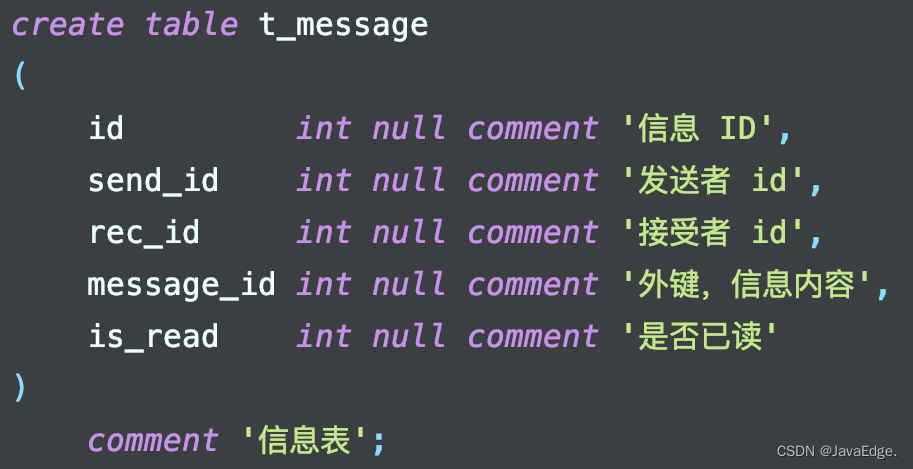 create table t_message
(
    id         int null comment '信息 ID',
    send_id    int null comment '发送者 id',
    rec_id     int null comment '接受者 id',
    message_id int null comment '外键，信息内容',
    is_read    int null comment '是否已读'
)
    comment '信息表';
CSDN @JavaEdge.